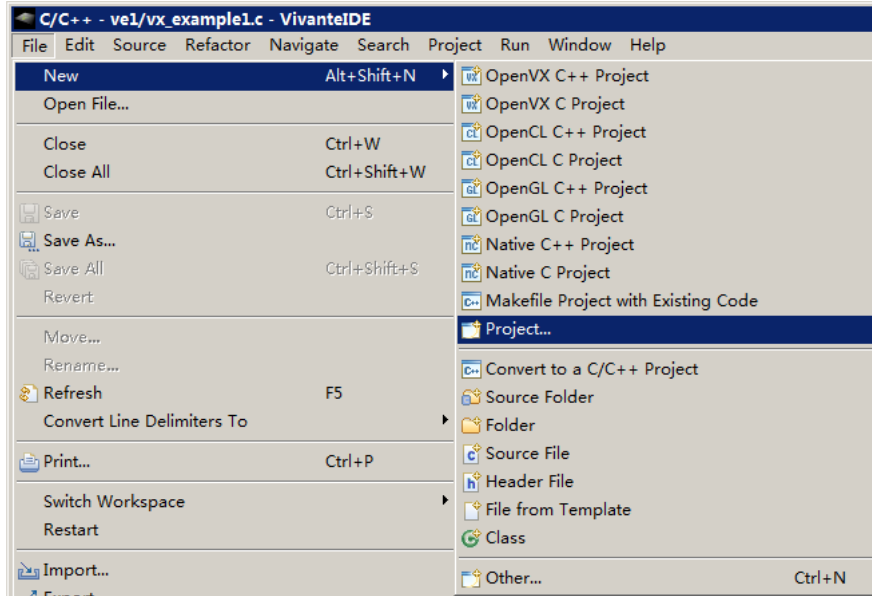 C/C++ - ve1/vx_example1.c - VivanteIDE
File Edit Source Refactor Navigate Search Project Run Window Help
New Alt+Shift+N
Open File...
Close Ctrl+W
Close All Ctrl+Shift+W
Save Ctrl+S
Save As...
Save All Ctrl+Shift+S
Revert
Move...
Rename...
Refresh F5
Convert Line Delimiters To
Print... Ctrl+P
Switch Workspace
Restart
Import...
Export...
OpenVX C++ Project
OpenVX C Project
OpenCL C++ Project
OpenCL C Project
OpenGL C++ Project
OpenGL C Project
Native C++ Project
Native C Project
Makefile Project with Existing Code
Project...
Convert to a C/C++ Project
Source Folder
Folder
Source File
Header File
File from Template
Class
Other... Ctrl+N